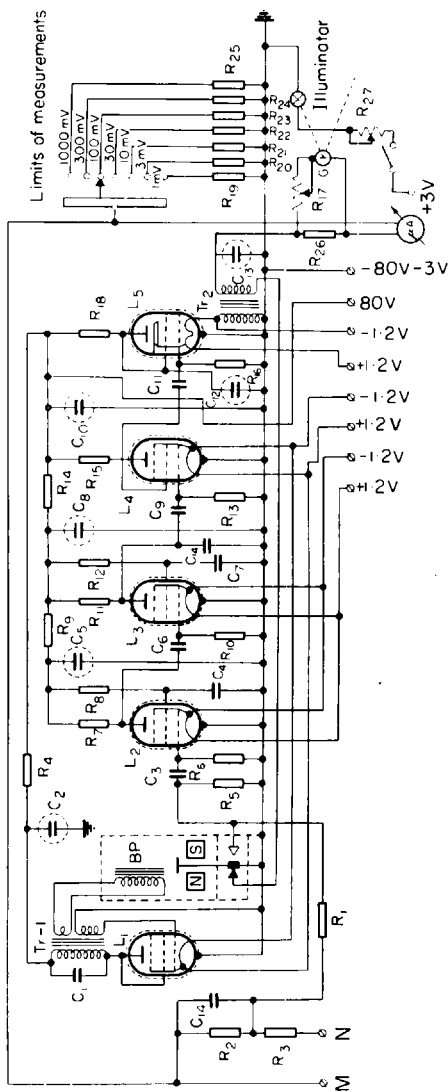 Limits of measurements
1000 mV
300 mV
100 mV
30 mV
10 mV
3 mV
1 mV
R25
R24
R23
R22
R21
R20
R19
Illuminator
R27
G
R17
+3V
R26
μA
Tr-1
C1
L1
C2
R4
BP
N
S
R7
R8
C5
R9
R11
R12
C8
R14
R15
C10
R18
L2
L3
L4
L5
C3
R6
R5
C4
C6
R10
C7
C14
C9
R13
C11
C12
R16
Tr2
C13
C14
R2
R3
R1
M
N
+1·2V
-1·2V
+1·2V
-1·2V
+1·2V
-1·2V
80V
-80V-3V